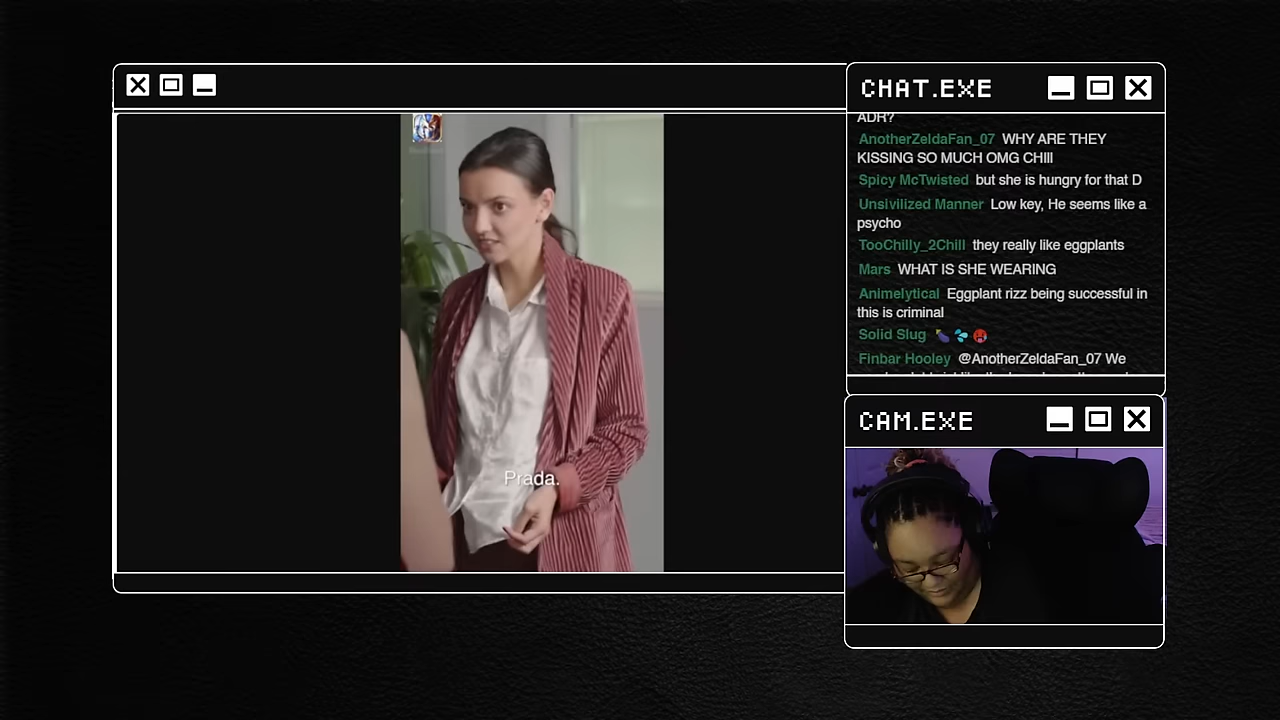 CHAT.EXE
ADR?
AnotherZeldaFan_07 WHY ARE THEY
KISSING SO MUCH OMG CHIll
Spicy McTwisted but she is hungry for that D
Unsivilized Manner Low key, He seems like a
psycho
TooChilly_2Chill they really like eggplants
Mars WHAT IS SHE WEARING
Animelytical Eggplant rizz being successful in
this is criminal
Solid Slug 🍆 💦 🥵
Finbar Hooley @AnotherZeldaFan_07 We
Prada.
CAM.EXE